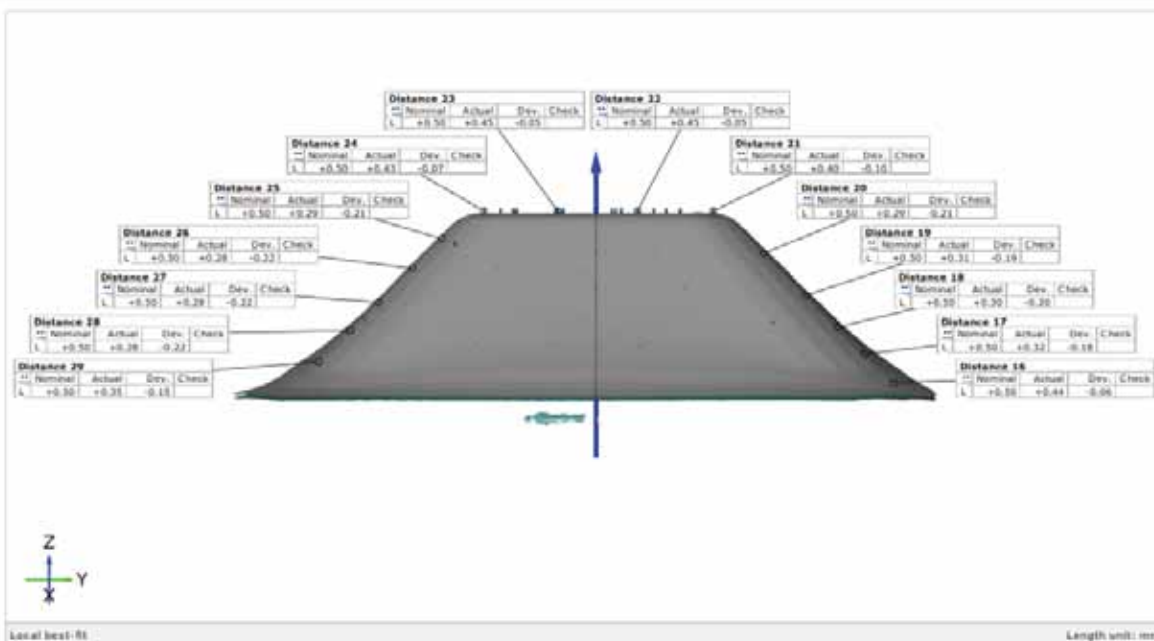 Distance 23
Nominal Actual Dev. Check
L +0.50 +0.45 -0.05
Distance 22
Nominal Actual Dev. Check
L +0.50 +0.45 -0.05
Distance 24
Nominal Actual Dev. Check
L +0.50 +0.43 -0.07
Distance 21
Nominal Actual Dev. Check
L +0.50 +0.40 -0.10
Distance 25
Nominal Actual Dev. Check
L +0.50 +0.29 -0.21
Distance 20
Nominal Actual Dev. Check
L +0.50 +0.29 -0.21
Distance 26
Nominal Actual Dev. Check
L +0.50 +0.28 -0.22
Distance 19
Nominal Actual Dev. Check
L +0.50 +0.31 -0.19
Distance 27
Nominal Actual Dev. Check
L +0.50 +0.28 -0.22
Distance 18
Nominal Actual Dev. Check
L +0.50 +0.30 -0.20
Distance 28
Nominal Actual Dev. Check
L +0.50 +0.28 -0.22
Distance 17
Nominal Actual Dev. Check
L +0.50 +0.32 -0.18
Distance 29
Nominal Actual Dev. Check
L +0.50 +0.35 -0.15
Distance 16
Nominal Actual Dev. Check
L +0.50 +0.44 -0.06
Z
Y
X
Local best-fit
Length unit: